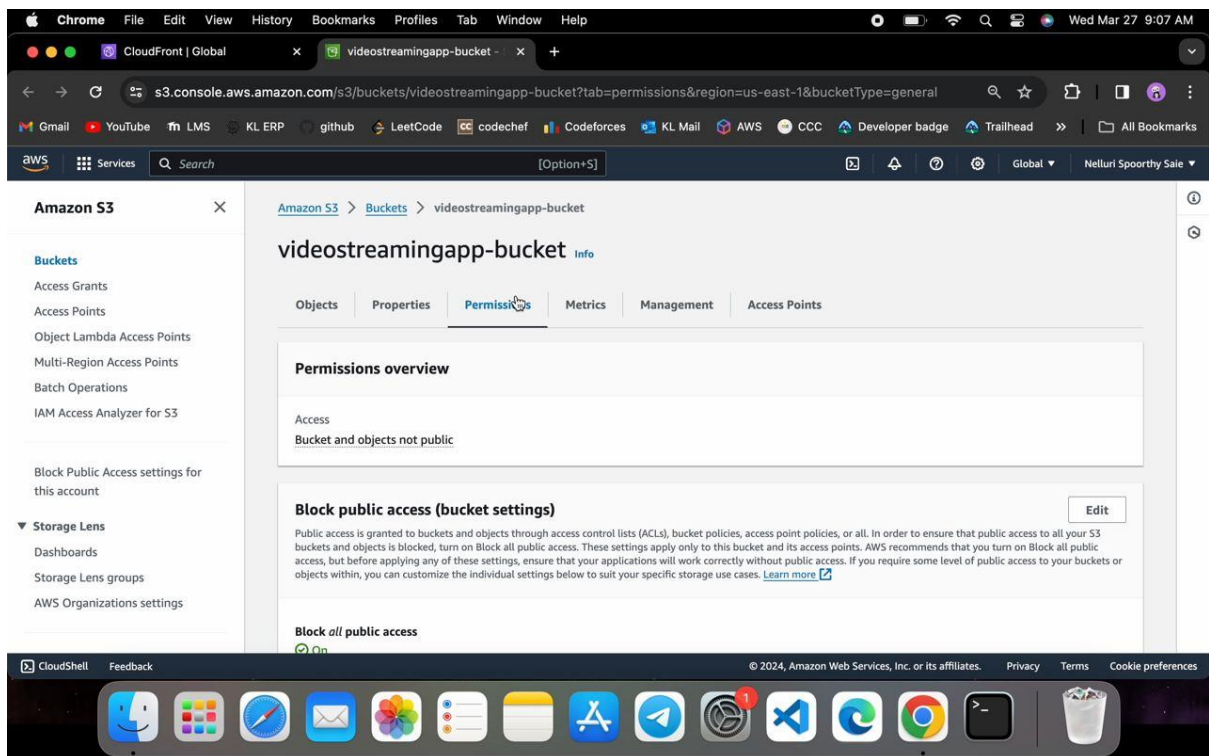 Chrome File Edit View History Bookmarks Profiles Tab Window Help Wed Mar 27 9:07 AM
CloudFront | Global videostreamingapp-bucket -
s3.console.aws.amazon.com/s3/buckets/videostreamingapp-bucket?tab=permissions&region=us-east-1&bucketType=general
Gmail YouTube LMS KL ERP github LeetCode CC codechef Codeforces KL Mail AWS CCC Developer badge Trailhead » All Bookmarks
aws Services Search [Option+S] Global Nelluri Spoorthy Saie
Amazon S3
Buckets
Access Grants
Access Points
Object Lambda Access Points
Multi-Region Access Points
Batch Operations
IAM Access Analyzer for S3
Block Public Access settings for
this account
Storage Lens
Dashboards
Storage Lens groups
AWS Organizations settings
Amazon S3 > Buckets > videostreamingapp-bucket
videostreamingapp-bucket Info
Objects Properties Permissions Metrics Management Access Points
Permissions overview
Access
Bucket and objects not public
Block public access (bucket settings) Edit
Public access is granted to buckets and objects through access control lists (ACLs), bucket policies, access point policies, or all. In order to ensure that public access to all your S3
buckets and objects is blocked, turn on Block all public access. These settings apply only to this bucket and its access points. AWS recommends that you turn on Block all public
access, but before applying any of these settings, ensure that your applications will work correctly without public access. If you require some level of public access to your buckets or
objects within, you can customize the individual settings below to suit your specific storage use cases. Learn more
Block all public access
On
CloudShell Feedback © 2024, Amazon Web Services, Inc. or its affiliates. Privacy Terms Cookie preferences
1